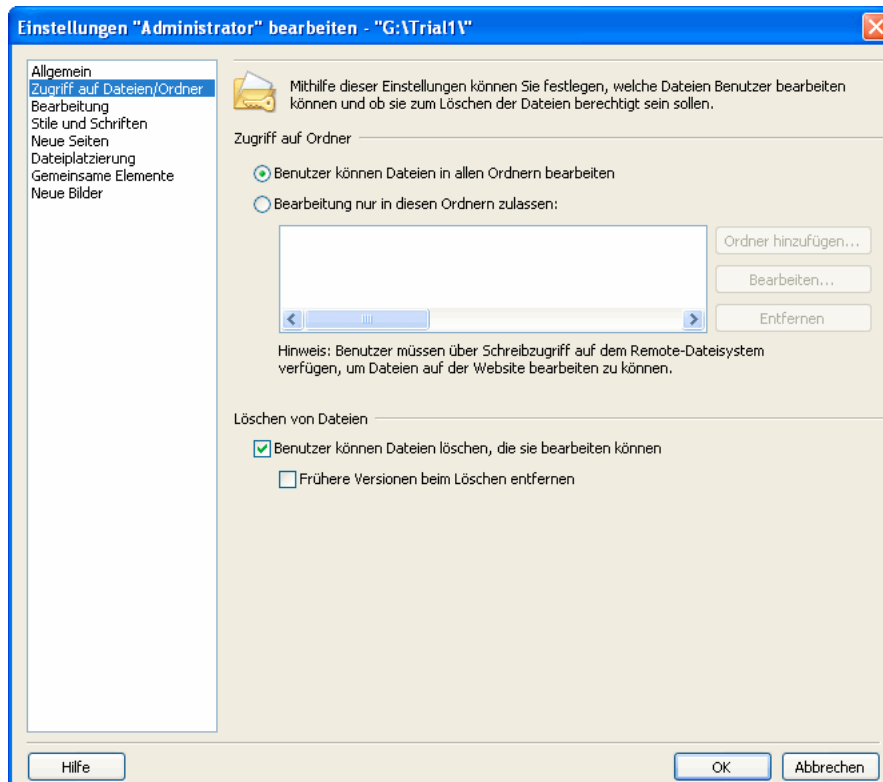 Einstellungen "Administrator" bearbeiten - "G:\Trial1\"
Allgemein
Zugriff auf Dateien/Ordner
Bearbeitung
Stile und Schriften
Neue Seiten
Dateiplatzierung
Gemeinsame Elemente
Neue Bilder
Mithilfe dieser Einstellungen können Sie festlegen, welche Dateien Benutzer bearbeiten
können und ob sie zum Löschen der Dateien berechtigt sein sollen.
Zugriff auf Ordner
Benutzer können Dateien in allen Ordnern bearbeiten
Bearbeitung nur in diesen Ordnern zulassen:
Ordner hinzufügen...
Bearbeiten...
Entfernen
Hinweis: Benutzer müssen über Schreibzugriff auf dem Remote-Dateisystem
verfügen, um Dateien auf der Website bearbeiten zu können.
Löschen von Dateien
Benutzer können Dateien löschen, die sie bearbeiten können
Frühere Versionen beim Löschen entfernen
Hilfe
OK
Abbrechen